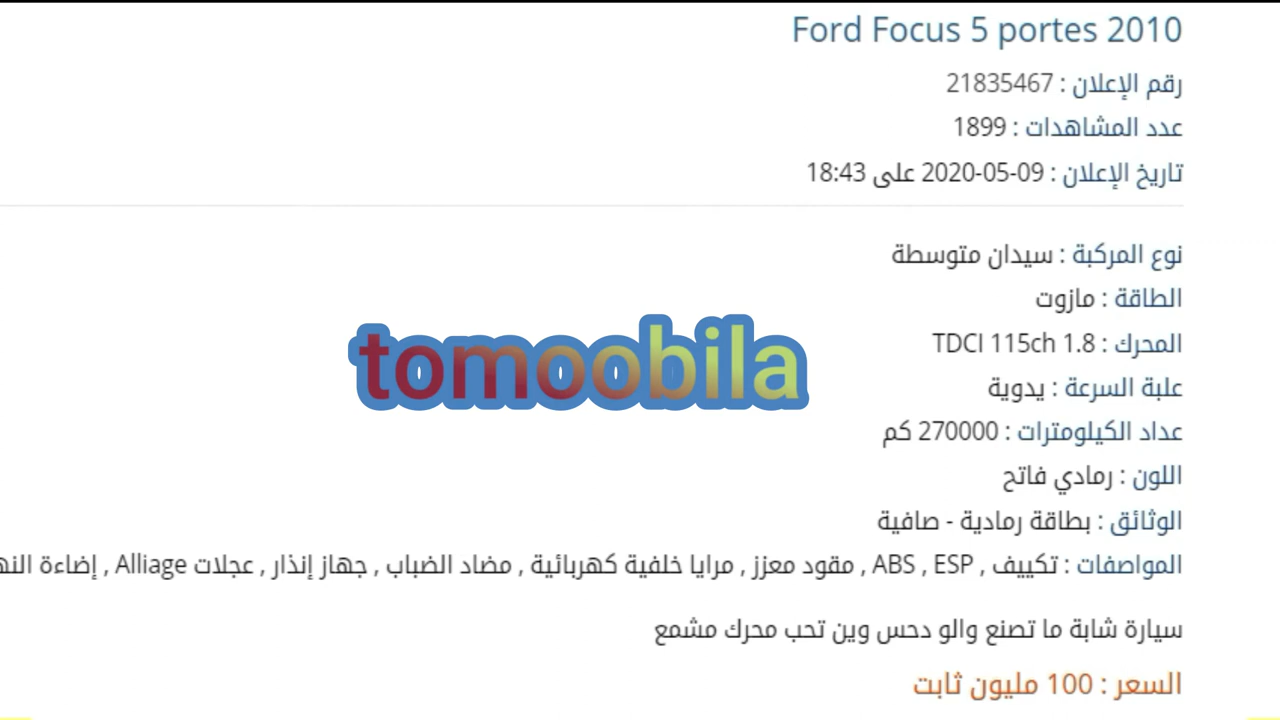 Ford Focus 5 portes 2010
رقم الإعلان : 21835467
عدد المشاهدات : 1899
تاريخ الإعلان : 09-05-2020 على 18:43
نوع المركبة : سيدان متوسطة
الطاقة : مازوت
المحرك : 1.8 TDCI 115ch
tomoobila
علبة السرعة : يدوية
عداد الكيلومترات : 270000 كم
اللون : رمادي فاتح
الوثائق : بطاقة رمادية - صافية
المواصفات : تكييف , ABS , ESP , مقود معزز , مرايا خلفية كهربائية , مضاد الضباب , جهاز إنذار , عجلات Alliage , إضاءة
سيارة شابة ما تصنع والو دحس وين تحب محرك مشمع
السعر : 100 مليون ثابت